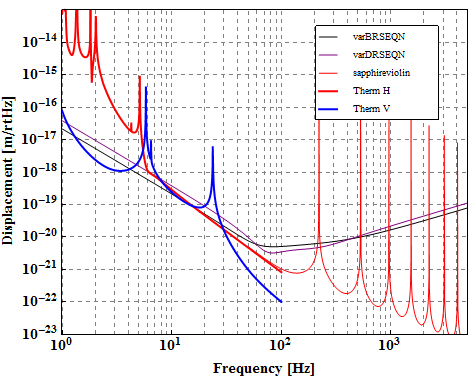 Displacement [m/rtHz]
10⁻¹⁴
10⁻¹⁵
10⁻¹⁶
10⁻¹⁷
10⁻¹⁸
10⁻¹⁹
10⁻²⁰
10⁻²¹
10⁻²²
10⁻²³
varBRSEQN
varDRSEQN
sapphireviolin
Therm H
Therm V
10⁰ 10¹ 10² 10³
Frequency [Hz]